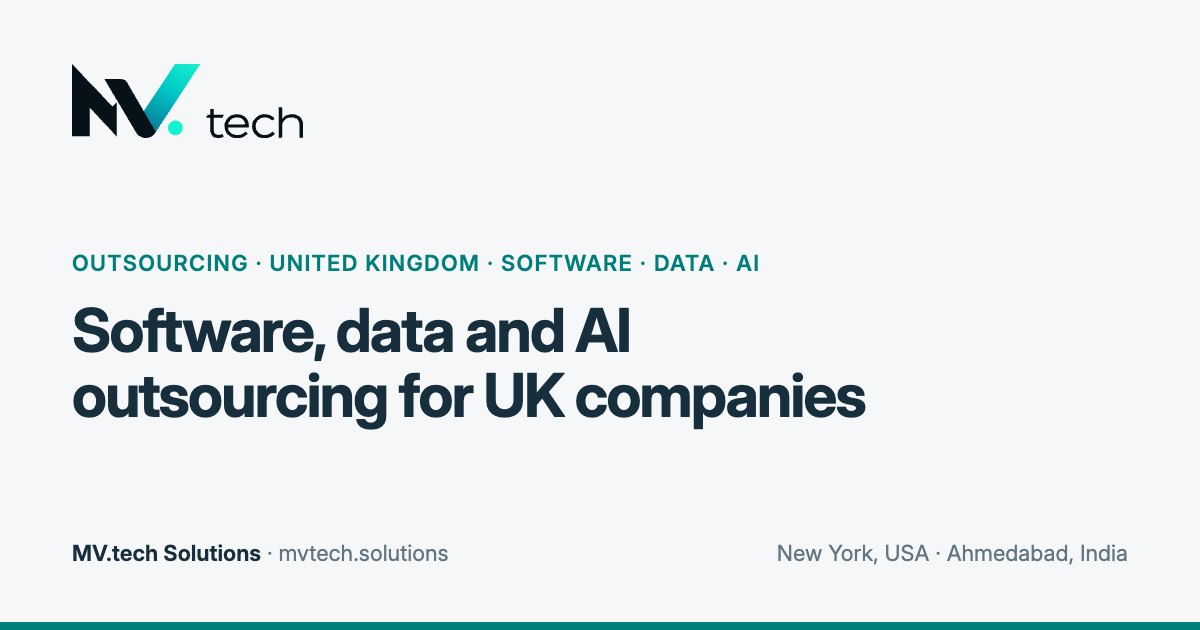 MV. tech
OUTSOURCING · UNITED KINGDOM · SOFTWARE · DATA · AI
Software, data and AI
outsourcing for UK companies
MV.tech Solutions · mvtech.solutions
New York, USA · Ahmedabad, India